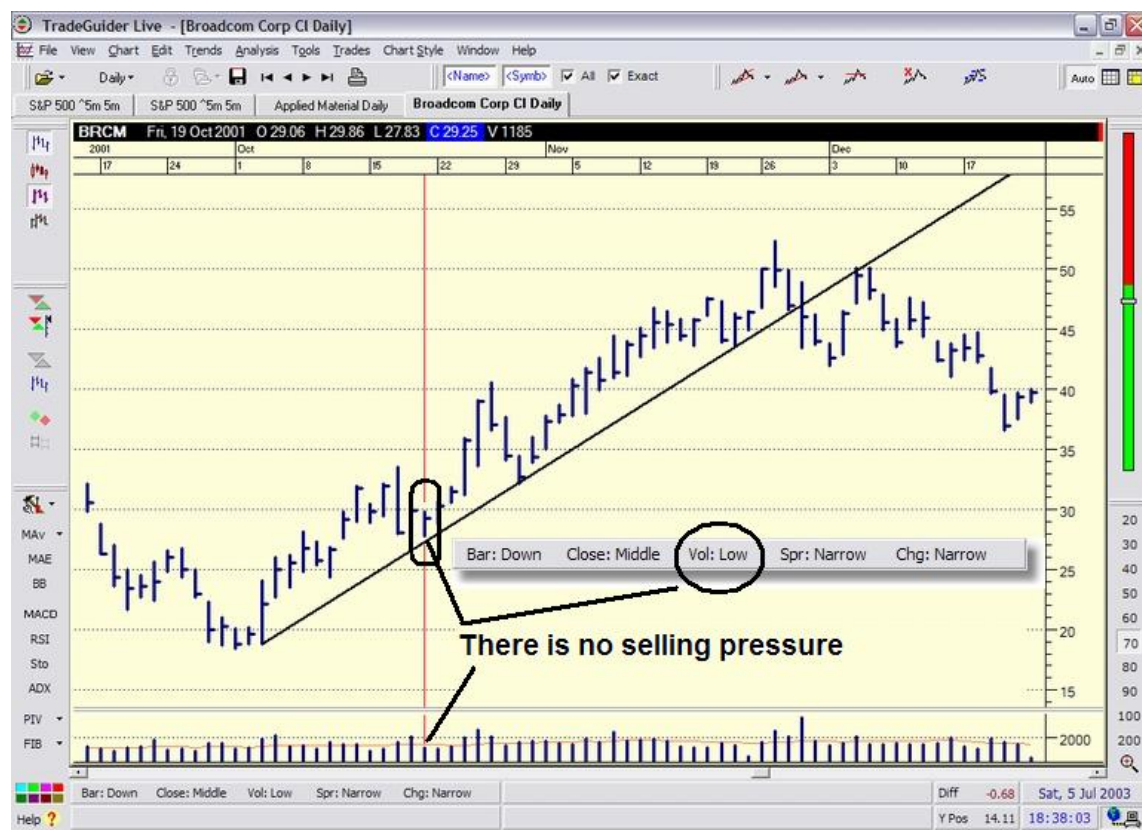 TradeGuider Live - [Broadcom Corp Cl Daily]
File View Chart Edit Trends Analysis Tools Trades Chart Style Window Help
Daily <Name> <Symb> All Exact Auto
S&P 500 ^5m 5m S&P 500 ^5m 5m Applied Material Daily Broadcom Corp Cl Daily
BRCM Fri, 19 Oct 2001 O 29.06 H 29.86 L 27.83 C 29.25 V 1185
2001 Oct Nov Dec
17 24 1 8 15 22 29 5 12 19 26 3 10 17
55
50
45
40
35
30
25
20
15
2000
Bar: Down Close: Middle Vol: Low Spr: Narrow Chg: Narrow
There is no selling pressure
MAv
MAE
BB
MACD
RSI
Sto
ADX
PIV
FIB
20
30
40
50
60
70
80
90
100
200
Bar: Down Close: Middle Vol: Low Spr: Narrow Chg: Narrow Diff -0.68 Sat, 5 Jul 2003
Help ? Y Pos 14.11 18:38:03